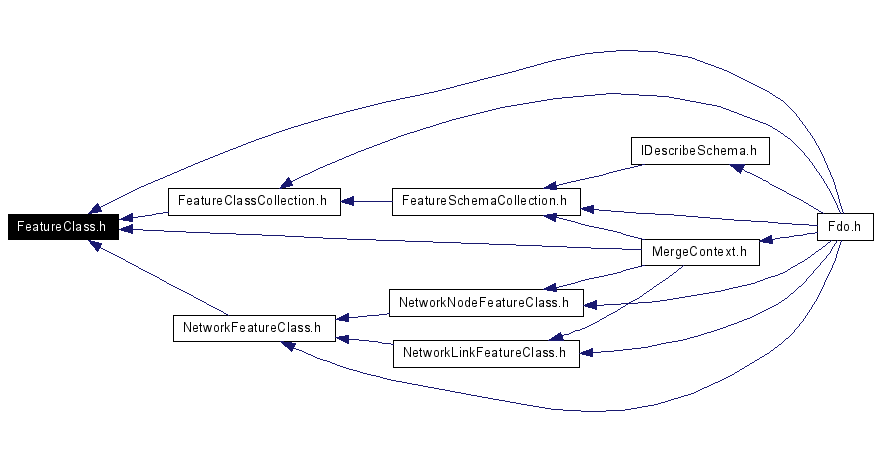 IDescribeSchema.h
FeatureClassCollection.h
FeatureSchemaCollection.h
FeatureClass.h
Fdo.h
MergeContext.h
NetworkNodeFeatureClass.h
NetworkFeatureClass.h
NetworkLinkFeatureClass.h